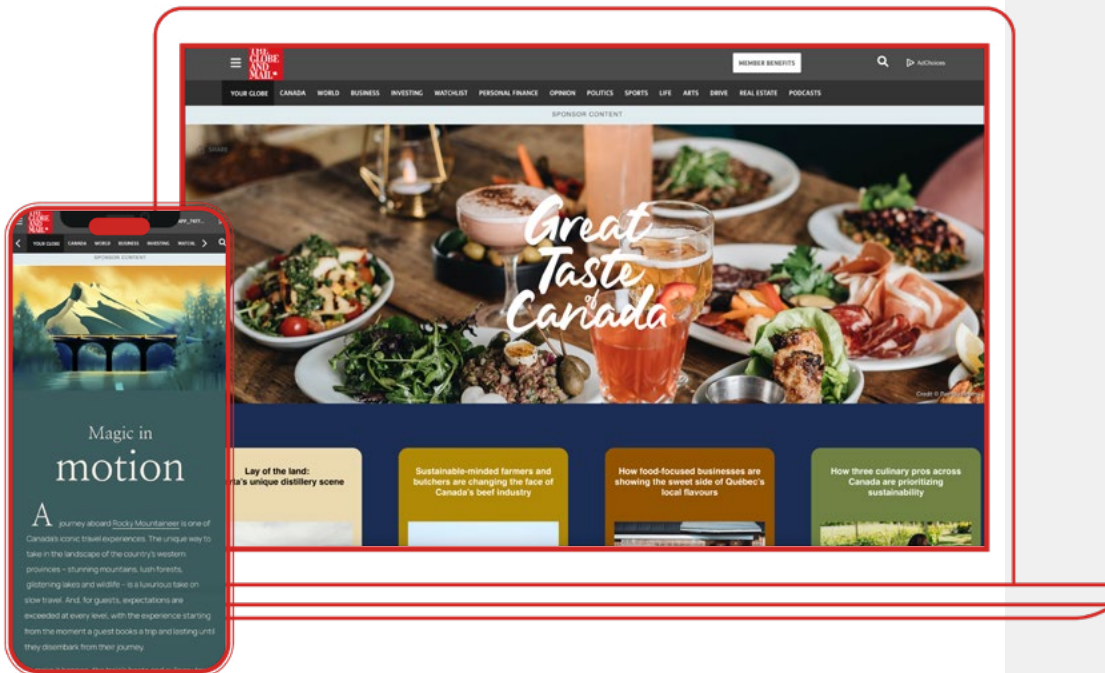 THE
GLOBE
AND
MAIL*
MEMBER BENEFITS
AdChoices
YOUR GLOBE CANADA WORLD BUSINESS INVESTING WATCHLIST PERSONAL FINANCE OPINION POLITICS SPORTS LIFE ARTS DRIVE REAL ESTATE PODCASTS
SPONSOR CONTENT
SHARE
Great
Taste
of
Canada
Lay of the land:
unique distillery scene
Sustainable-minded farmers and
butchers are changing the face of
Canada's beef industry
How food-focused businesses are
showing the sweet side of Québec's
local flavours
How three culinary pros across
Canada are prioritizing
sustainability
THE
GLOBE
AND
MAIL*
YOUR GLOBE CANADA WORLD BUSINESS INVESTING
SPONSOR CONTENT
Magic in
motion
A journey aboard Rocky Mountaineer is one of
Canada's iconic travel experiences. The unique way to
take in the landscape of the country's western
provinces – stunning mountains, lush forests,
glistening lakes and wildlife – is a luxurious take on
slow travel. And, for guests, expectations are
exceeded at every level, with the experience starting
from the moment a guest books a trip and lasting until
they disembark from their journey.